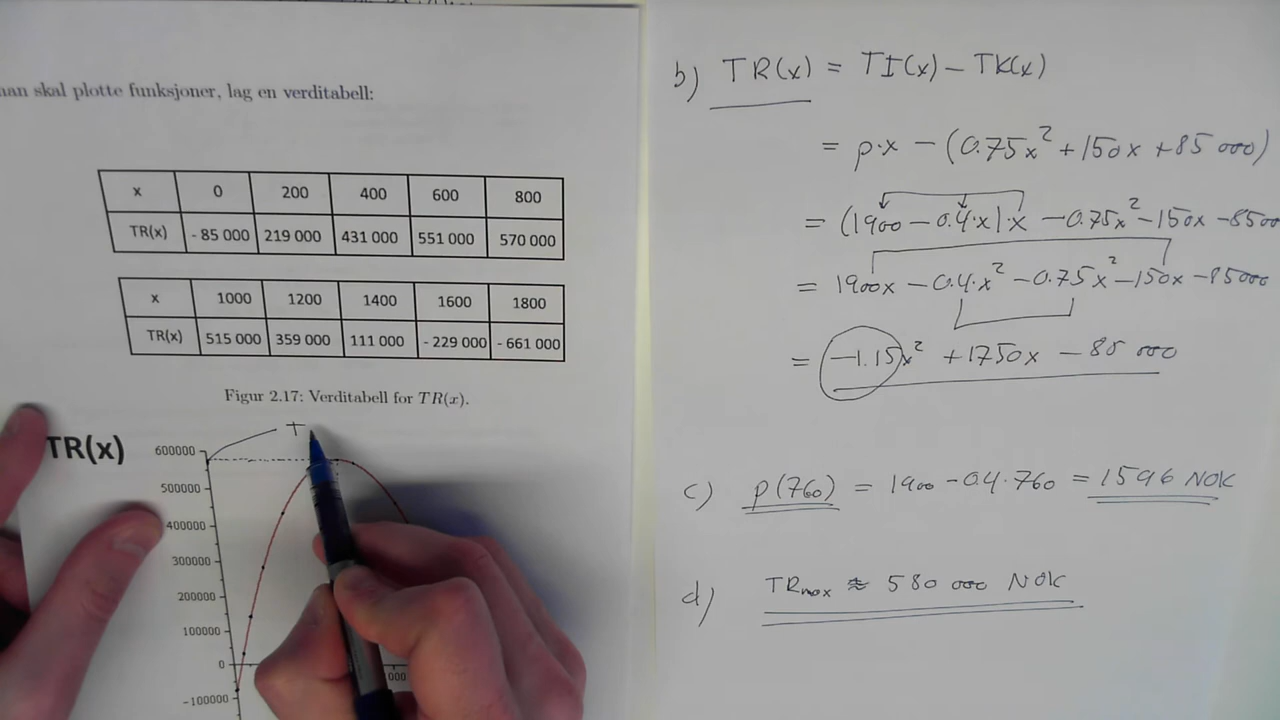 man skal plotte funksjoner, lag en verditabell:
x 0 200 400 600 800
TR(x) - 85 000 219 000 431 000 551 000 570 000
x 1000 1200 1400 1600 1800
TR(x) 515 000 359 000 111 000 - 229 000 - 661 000
Figur 2.17: Verditabell for TR(x).
TR(x)
T
600000
500000
400000
300000
200000
100000
0
-100000
000
b) TR(x) = TI(x) - TK(x)
= p·x - (0.75x² + 150x + 85 000)
= (1900 - 0.4·x)·x - 0.75x² - 150x - 8500
= 1900x - 0.4·x² - 0.75x² - 150x - 85000
= -1.15x² + 1750x - 85 000
c) p(760) = 1900 - 0.4·760 = 1596 NOK
d) TRmax ≈ 580 000 NOK